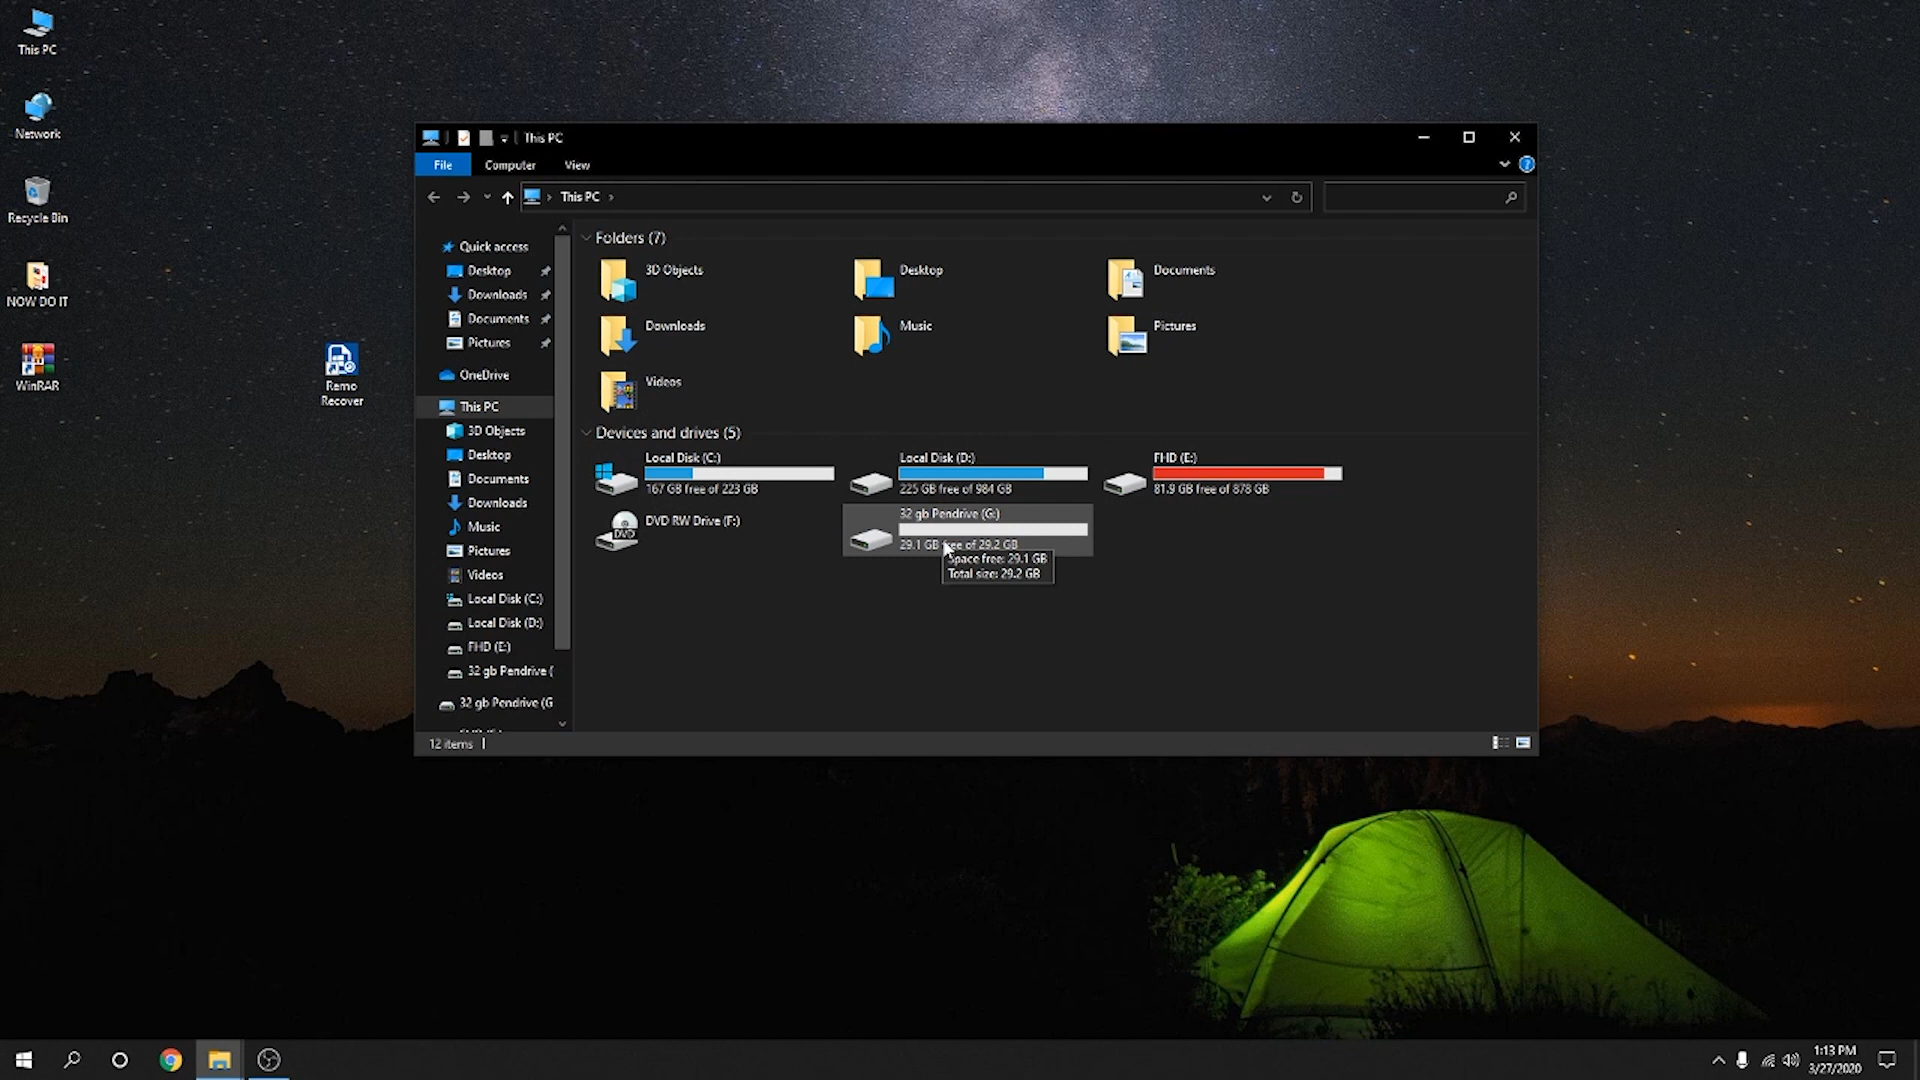 This PC
Network
Recycle Bin
NOW DO IT
WinRAR
Remo
Recover
This PC
File Computer View
This PC
Quick access
Desktop
Downloads
Documents
Pictures
OneDrive
This PC
3D Objects
Desktop
Documents
Downloads
Music
Pictures
Videos
Local Disk (C:)
Local Disk (D:)
FHD (E:)
32 gb Pendrive (
32 gb Pendrive (G
Folders (7)
3D Objects
Desktop
Documents
Downloads
Music
Pictures
Videos
Devices and drives (5)
Local Disk (C:)
167 GB free of 223 GB
Local Disk (D:)
225 GB free of 984 GB
FHD (E:)
81.9 GB free of 878 GB
DVD RW Drive (F:)
DVD
32 gb Pendrive (G:)
29.1 GB free of 29.2 GB
Space free: 29.1 GB
Total size: 29.2 GB
12 items
1:13 PM
3/27/2020